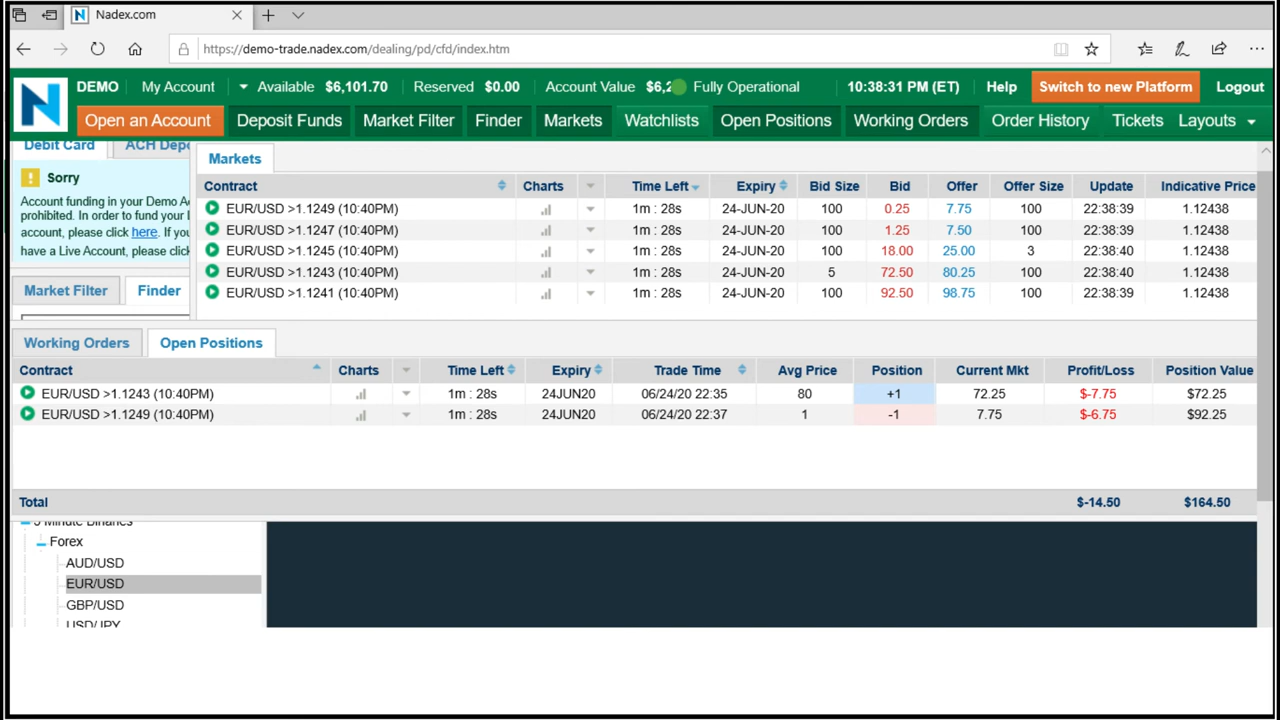 Nadex.com
https://demo-trade.nadex.com/dealing/pd/cfd/index.htm
DEMO My Account Available $6,101.70 Reserved $0.00 Account Value $6,2 Fully Operational 10:38:31 PM (ET) Help Switch to new Platform Logout
N
Open an Account Deposit Funds Market Filter Finder Markets Watchlists Open Positions Working Orders Order History Tickets Layouts
Debit Card ACH Depo
Sorry
Account funding in your Demo A
prohibited. In order to fund your
account, please click here. If you
have a Live Account, please click
Market Filter Finder
Markets
Contract Charts Time Left Expiry Bid Size Bid Offer Offer Size Update Indicative Price
EUR/USD >1.1249 (10:40PM) 1m : 28s 24-JUN-20 100 0.25 7.75 100 22:38:39 1.12438
EUR/USD >1.1247 (10:40PM) 1m : 28s 24-JUN-20 100 1.25 7.50 100 22:38:39 1.12438
EUR/USD >1.1245 (10:40PM) 1m : 28s 24-JUN-20 100 18.00 25.00 3 22:38:40 1.12438
EUR/USD >1.1243 (10:40PM) 1m : 28s 24-JUN-20 5 72.50 80.25 100 22:38:40 1.12438
EUR/USD >1.1241 (10:40PM) 1m : 28s 24-JUN-20 100 92.50 98.75 100 22:38:39 1.12438
Working Orders Open Positions
Contract Charts Time Left Expiry Trade Time Avg Price Position Current Mkt Profit/Loss Position Value
EUR/USD >1.1243 (10:40PM) 1m : 28s 24JUN20 06/24/20 22:35 80 +1 72.25 $-7.75 $72.25
EUR/USD >1.1249 (10:40PM) 1m : 28s 24JUN20 06/24/20 22:37 1 -1 7.75 $-6.75 $92.25
Total $-14.50 $164.50
5 Minute Binaries
Forex
AUD/USD
EUR/USD
GBP/USD
USD/JPY